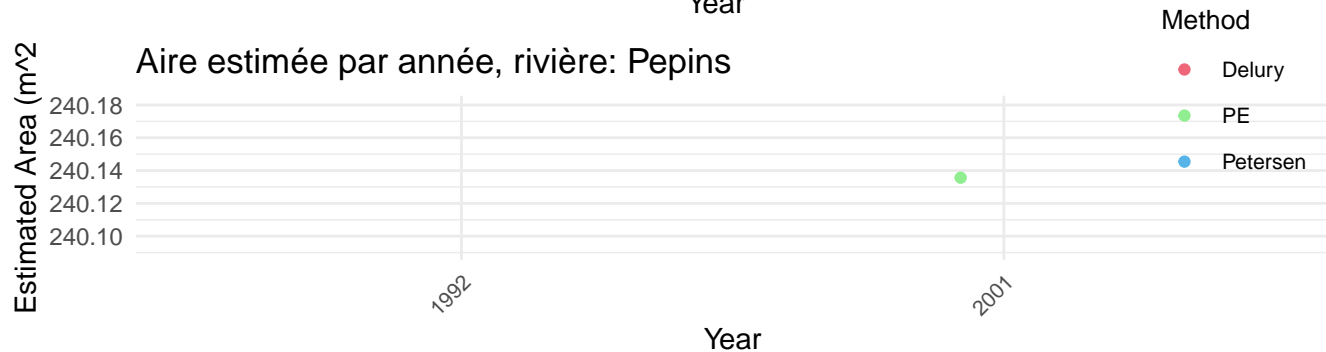 Year
Method
Aire estimée par année, rivière: Pepins
Delury
PE
Petersen
Estimated Area (m^2
240.18
240.16
240.14
240.12
240.10
1992
2001
Year